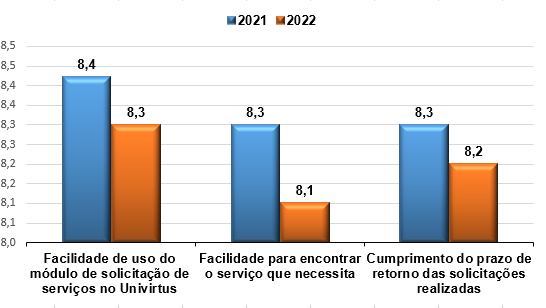 2021 2022
8,5
8,4
8,4
8,3
8,3
8,2
8,2
8,1
8,1
8,0
8,4
8,3
8,3
8,1
8,3
8,2
Facilidade de uso do
módulo de solicitação de
serviços no Univirtus
Facilidade para encontrar
o serviço que necessita
Cumprimento do prazo de
retorno das solicitações
realizadas